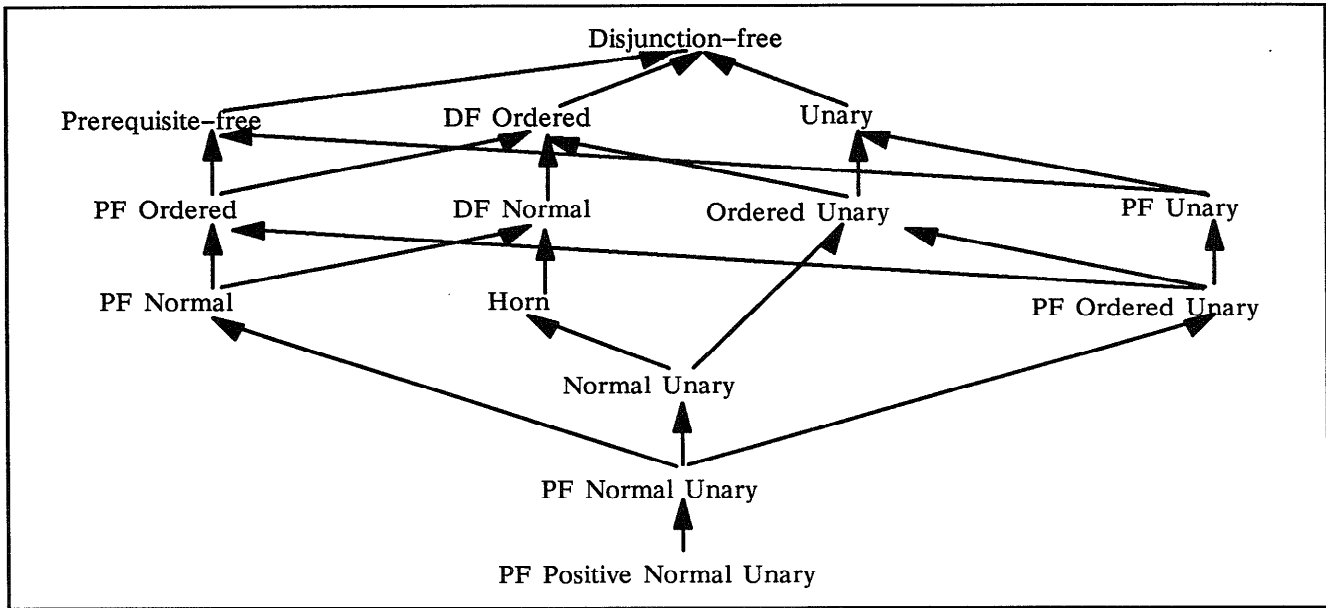 Disjunction–free
Prerequisite–free
DF Ordered
Unary
PF Ordered
DF Normal
Ordered Unary
PF Unary
PF Normal
Horn
PF Ordered Unary
Normal Unary
PF Normal Unary
PF Positive Normal Unary